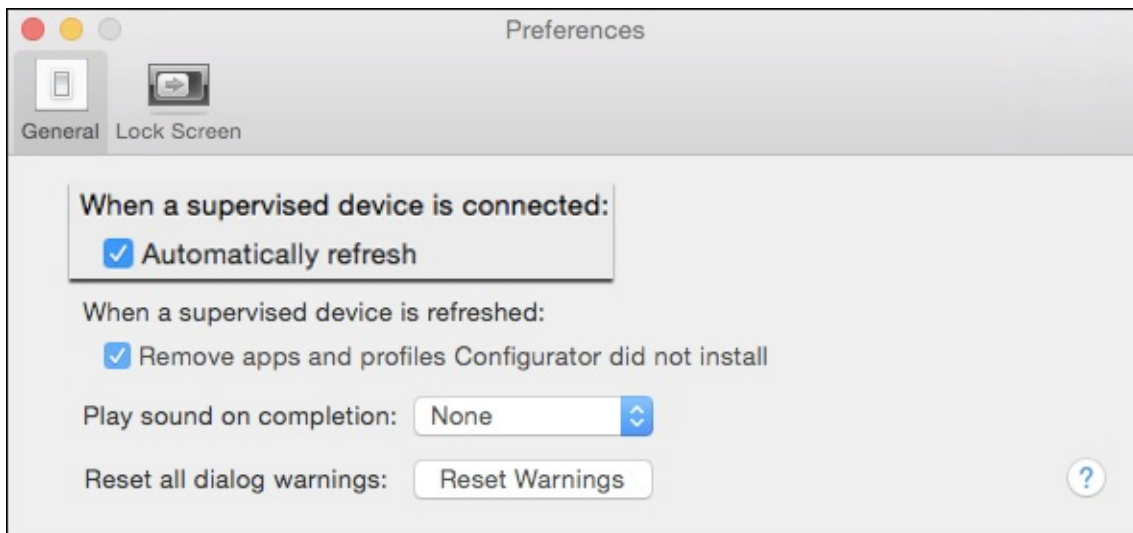 Preferences
General Lock Screen
When a supervised device is connected:
Automatically refresh
When a supervised device is refreshed:
Remove apps and profiles Configurator did not install
Play sound on completion: None
Reset all dialog warnings: Reset Warnings
?